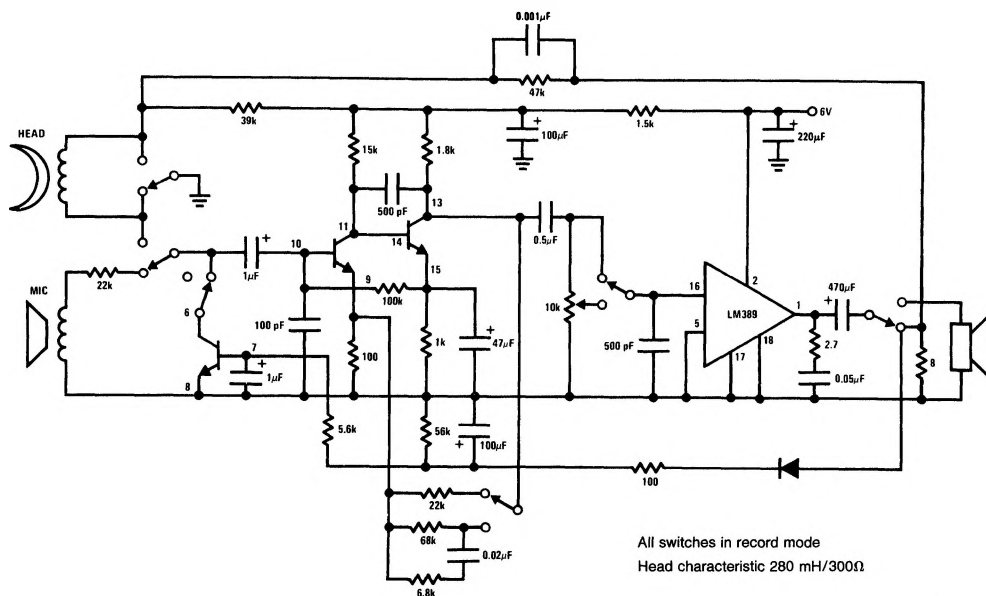 0.001µF
47k
39k
1.5k
6V
HEAD
15k
1.8k
+
100µF
+
220µF
500 pF
13
11
14
0.5µF
10
+
1µF
15
2
470µF
+
22k
9
100k
16
1
LM389
MIC
6
10k
5
18
100 pF
+
47µF
500 pF
17
2.7
8
7
100
1k
0.05µF
+
1µF
8
5.6k
56k
100µF
+
100
22k
68k
0.02µF
6.8k
All switches in record mode
Head characteristic 280 mH/300Ω